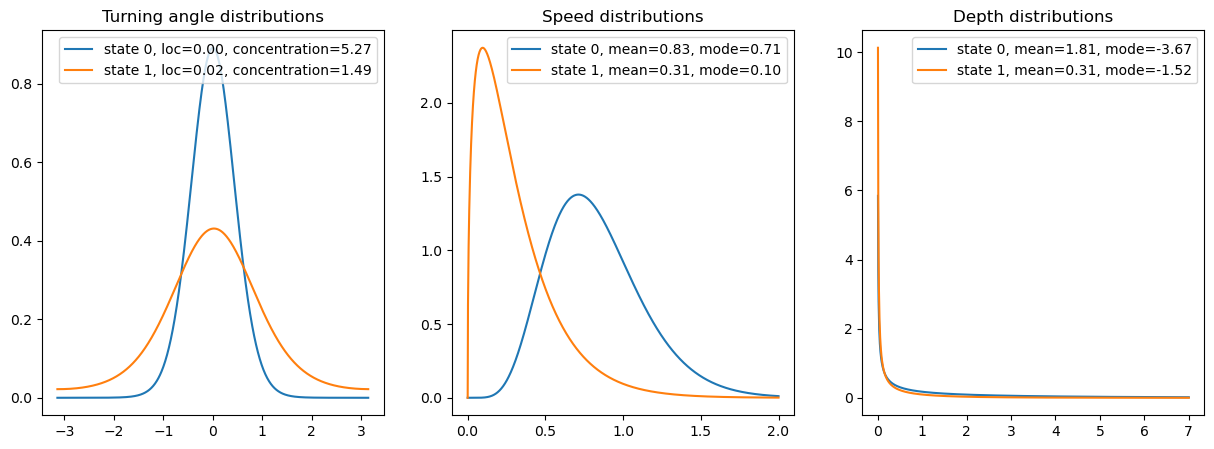 Turning angle distributions
state 0, loc=0.00, concentration=5.27
state 1, loc=0.02, concentration=1.49
0.8
0.6
0.4
0.2
0.0
−3 −2 −1 0 1 2 3
Speed distributions
state 0, mean=0.83, mode=0.71
state 1, mean=0.31, mode=0.10
2.0
1.5
1.0
0.5
0.0
0.0 0.5 1.0 1.5 2.0
Depth distributions
state 0, mean=1.81, mode=-3.67
state 1, mean=0.31, mode=-1.52
10
8
6
4
2
0
0 1 2 3 4 5 6 7